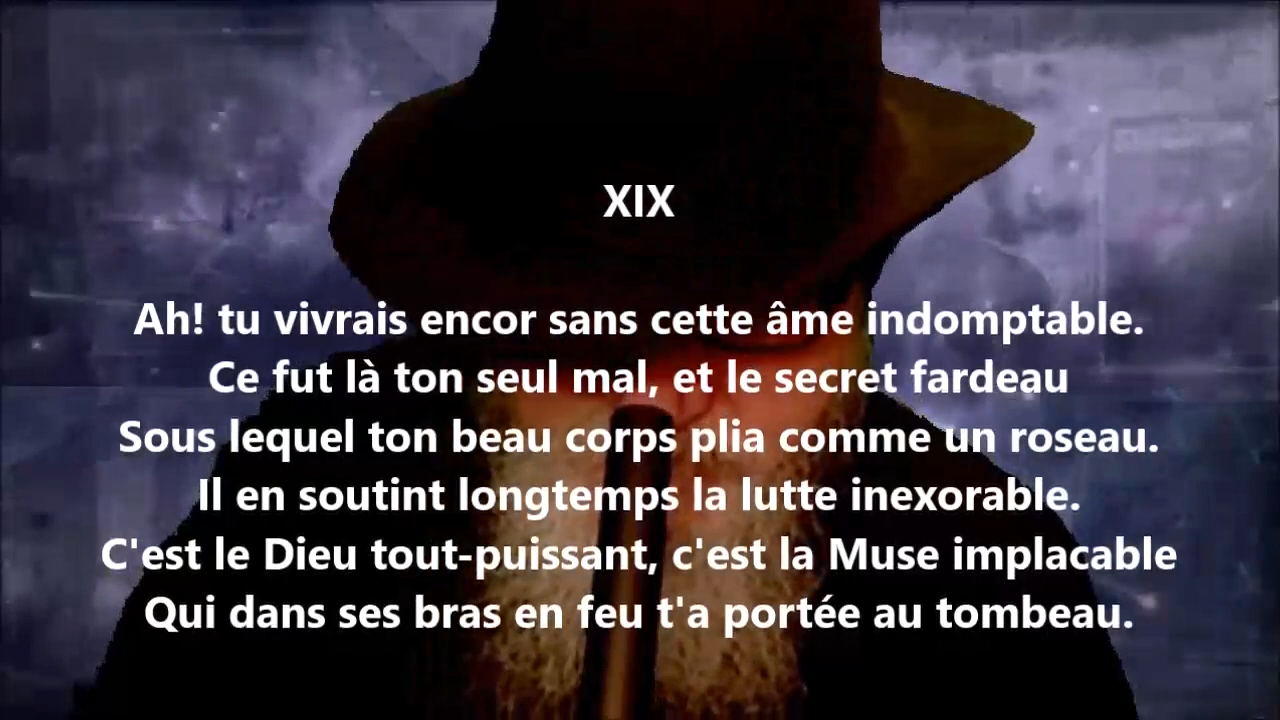 XIX
Ah! tu vivrais encor sans cette âme indomptable.
Ce fut là ton seul mal, et le secret fardeau
Sous lequel ton beau corps plia comme un roseau.
Il en soutint longtemps la lutte inexorable.
C'est le Dieu tout-puissant, c'est la Muse implacable
Qui dans ses bras en feu t'a portée au tombeau.